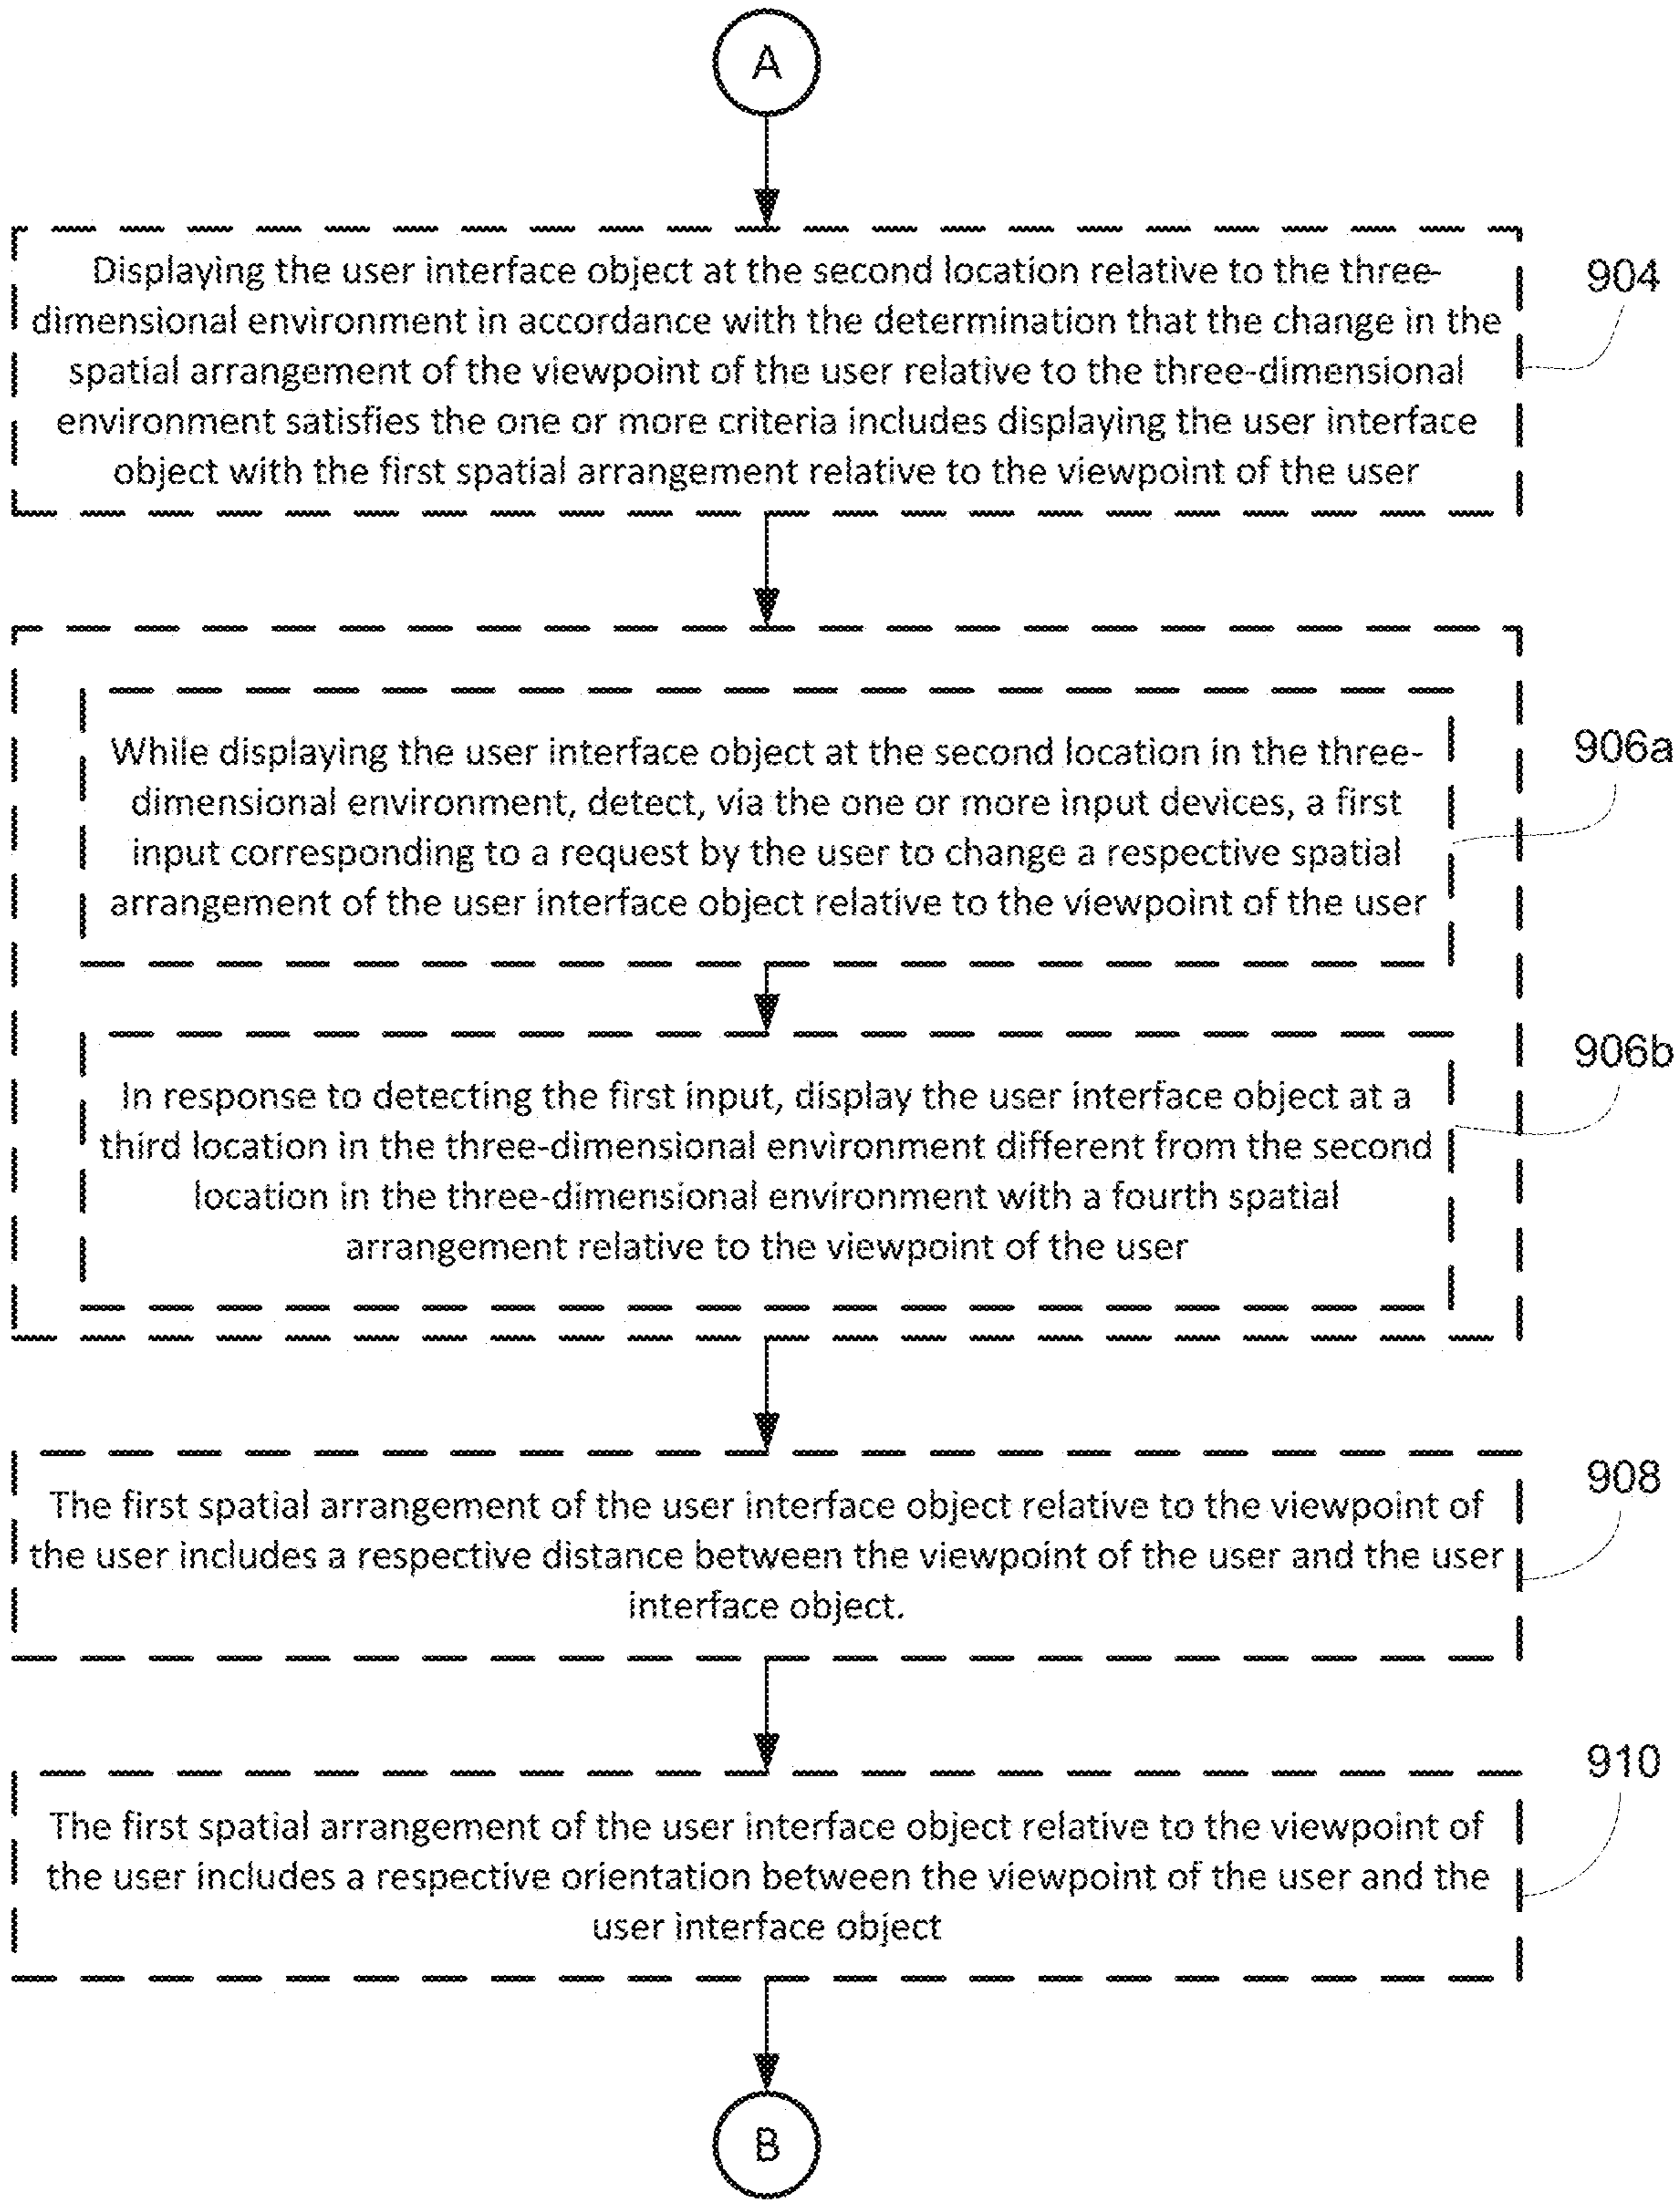 A
Displaying the user interface object at the second location relative to the three-
dimensional environment in accordance with the determination that the change in the
spatial arrangement of the viewpoint of the user relative to the three-dimensional
environment satisfies the one or more criteria includes displaying the user interface
object with the first spatial arrangement relative to the viewpoint of the user
904
While displaying the user interface object at the second location in the three-
dimensional environment, detect, via the one or more input devices, a first
input corresponding to a request by the user to change a respective spatial
arrangement of the user interface object relative to the viewpoint of the user
906a
In response to detecting the first input, display the user interface object at a
third location in the three-dimensional environment different from the second
location in the three-dimensional environment with a fourth spatial
arrangement relative to the viewpoint of the user
906b
The first spatial arrangement of the user interface object relative to the viewpoint of
the user includes a respective distance between the viewpoint of the user and the user
interface object.
908
The first spatial arrangement of the user interface object relative to the viewpoint of
the user includes a respective orientation between the viewpoint of the user and the
user interface object
910
B